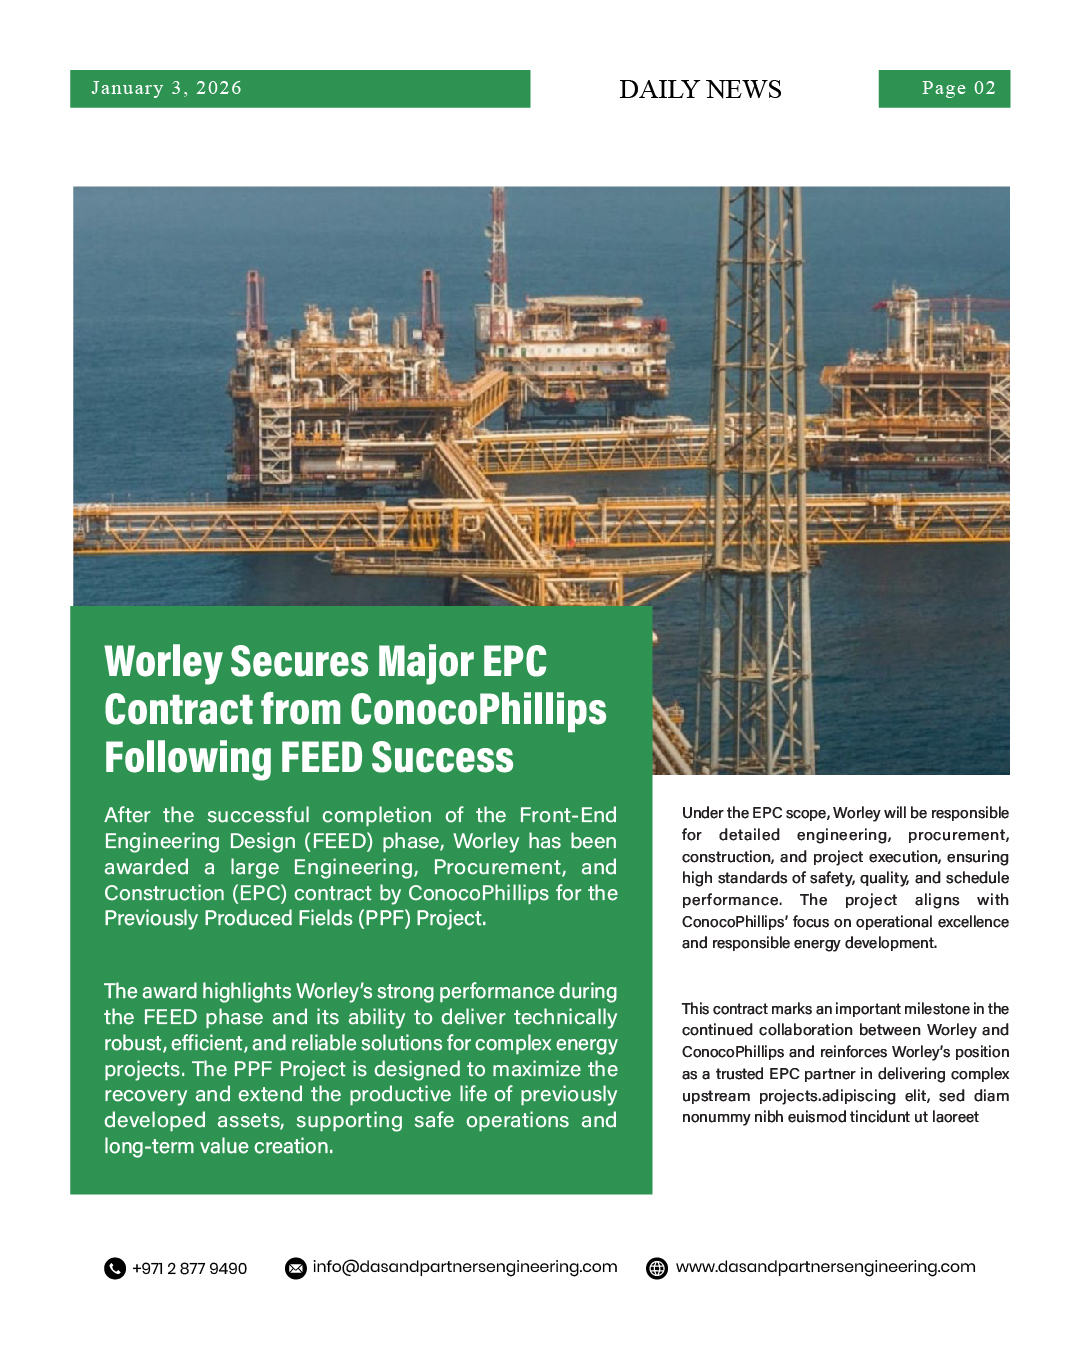 January 3, 2026
DAILY NEWS
Page 02
Worley Secures Major EPC
Contract from ConocoPhillips
Following FEED Success
After the successful completion of the Front-End
Engineering Design (FEED) phase, Worley has been
awarded a large Engineering, Procurement, and
Construction (EPC) contract by ConocoPhillips for the
Previously Produced Fields (PPF) Project.
The award highlights Worley’s strong performance during
the FEED phase and its ability to deliver technically
robust, efficient, and reliable solutions for complex energy
projects. The PPF Project is designed to maximize the
recovery and extend the productive life of previously
developed assets, supporting safe operations and
long-term value creation.
Under the EPC scope, Worley will be responsible
for detailed engineering, procurement,
construction, and project execution, ensuring
high standards of safety, quality, and schedule
performance. The project aligns with
ConocoPhillips’ focus on operational excellence
and responsible energy development.
This contract marks an important milestone in the
continued collaboration between Worley and
ConocoPhillips and reinforces Worley’s position
as a trusted EPC partner in delivering complex
upstream projects.adipiscing elit, sed diam
nonummy nibh euismod tincidunt ut laoreet
+971 2 877 9490
info@dasandpartnersengineering.com
www.dasandpartnersengineering.com